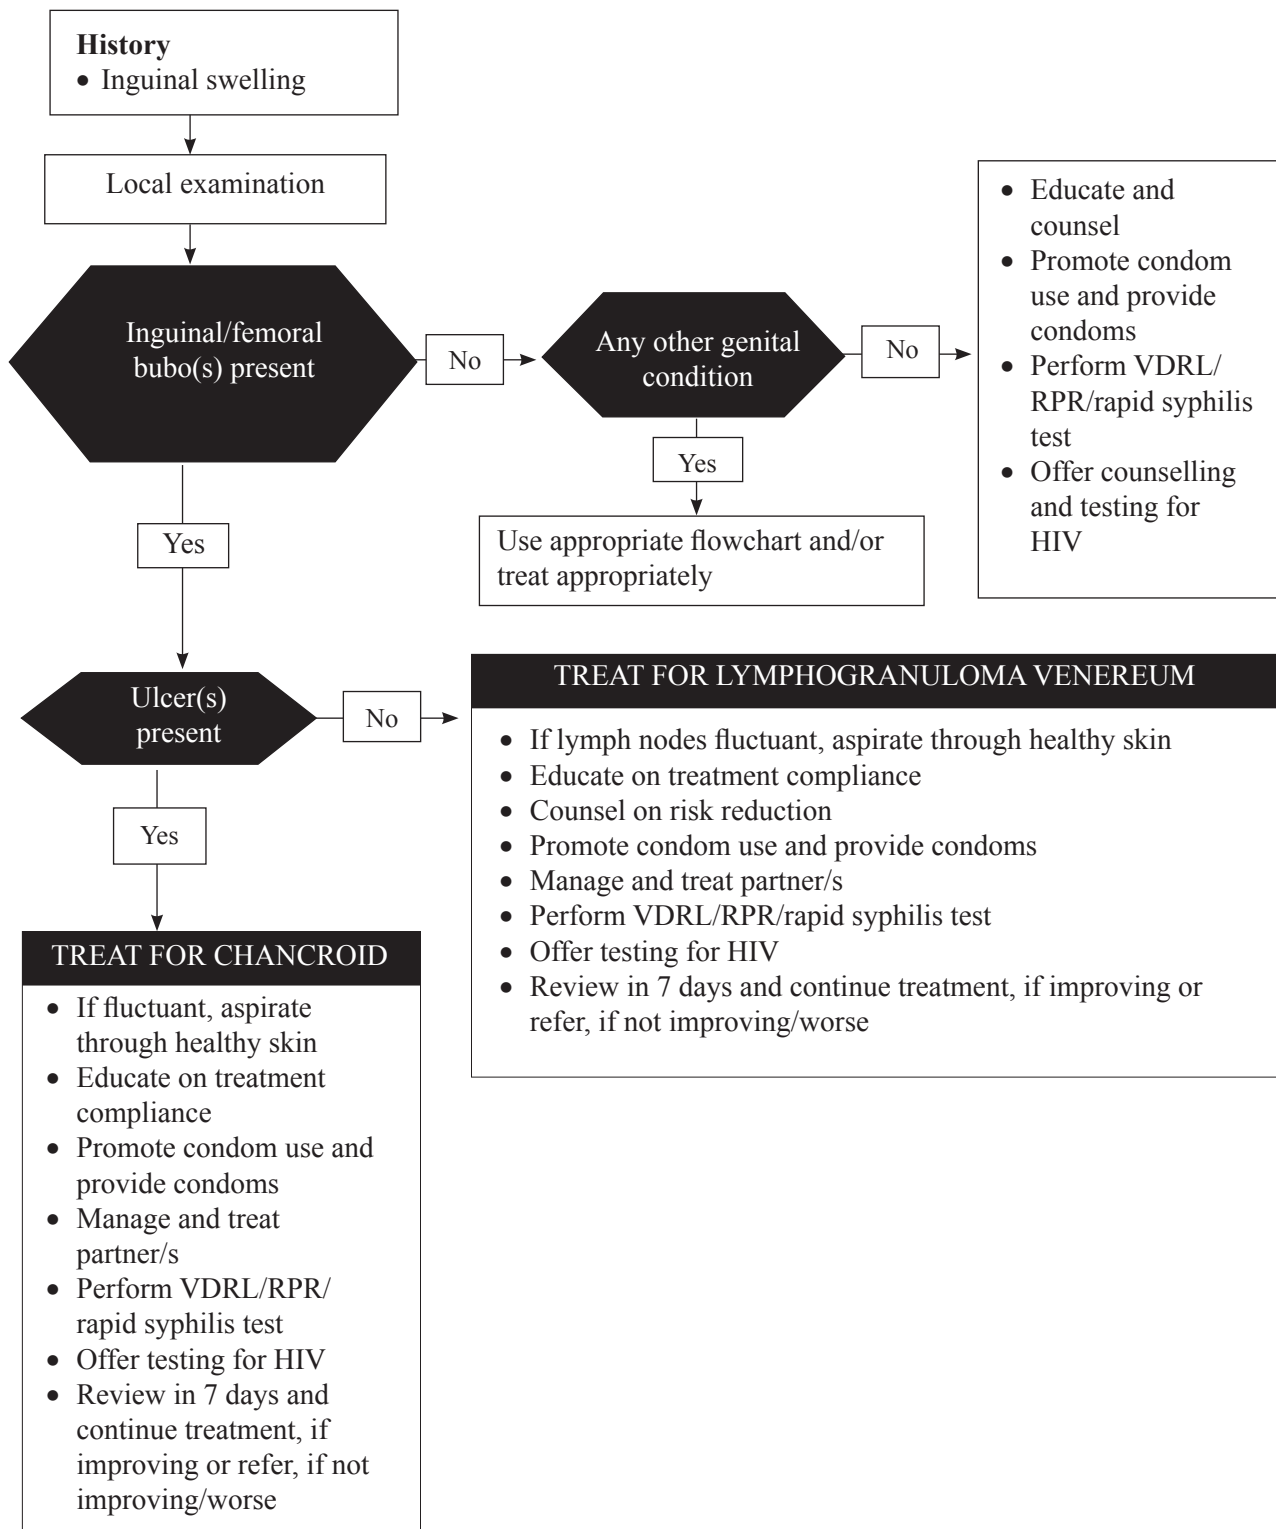 History
• Inguinal swelling
Local examination
Inguinal/femoral
bubo(s) present
No
Any other genital
condition
No
• Educate and
counsel
• Promote condom
use and provide
condoms
• Perform VDRL/
RPR/rapid syphilis
test
• Offer counselling
and testing for
HIV
Yes
Use appropriate flowchart and/or
treat appropriately
Yes
Ulcer(s)
present
No
TREAT FOR LYMPHOGRANULOMA VENEREUM
• If lymph nodes fluctuant, aspirate through healthy skin
• Educate on treatment compliance
• Counsel on risk reduction
• Promote condom use and provide condoms
• Manage and treat partner/s
• Perform VDRL/RPR/rapid syphilis test
• Offer testing for HIV
• Review in 7 days and continue treatment, if improving or
refer, if not improving/worse
Yes
TREAT FOR CHANCROID
• If fluctuant, aspirate
through healthy skin
• Educate on treatment
compliance
• Promote condom use and
provide condoms
• Manage and treat
partner/s
• Perform VDRL/RPR/
rapid syphilis test
• Offer testing for HIV
• Review in 7 days and
continue treatment, if
improving or refer, if not
improving/worse